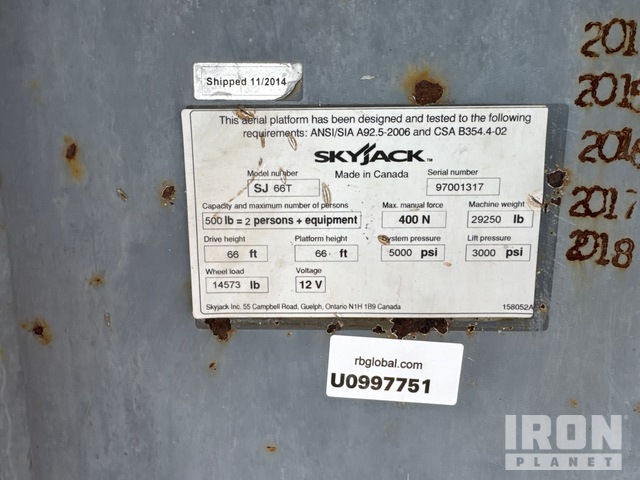 Shipped 11/2014
This aerial platform has been designed and tested to the following
requirements: ANSI/SIA A92.5-2006 and CSA B354.4-02
SKYJACK™
Model number Made in Canada Serial number
SJ 66T 97001317
Capacity and maximum number of persons Max. manual force Machine weight
500 lb = 2 persons + equipment 400 N 29250 lb
Drive height Platform height System pressure Lift pressure
66 ft 66 ft 5000 psi 3000 psi
Wheel load Voltage
14573 lb 12 V
Skyjack Inc. 55 Campbell Road, Guelph, Ontario N1H 1B9 Canada 158052A
2016
2017
2018
rbglobal.com
U0997751
IRON
PLANET